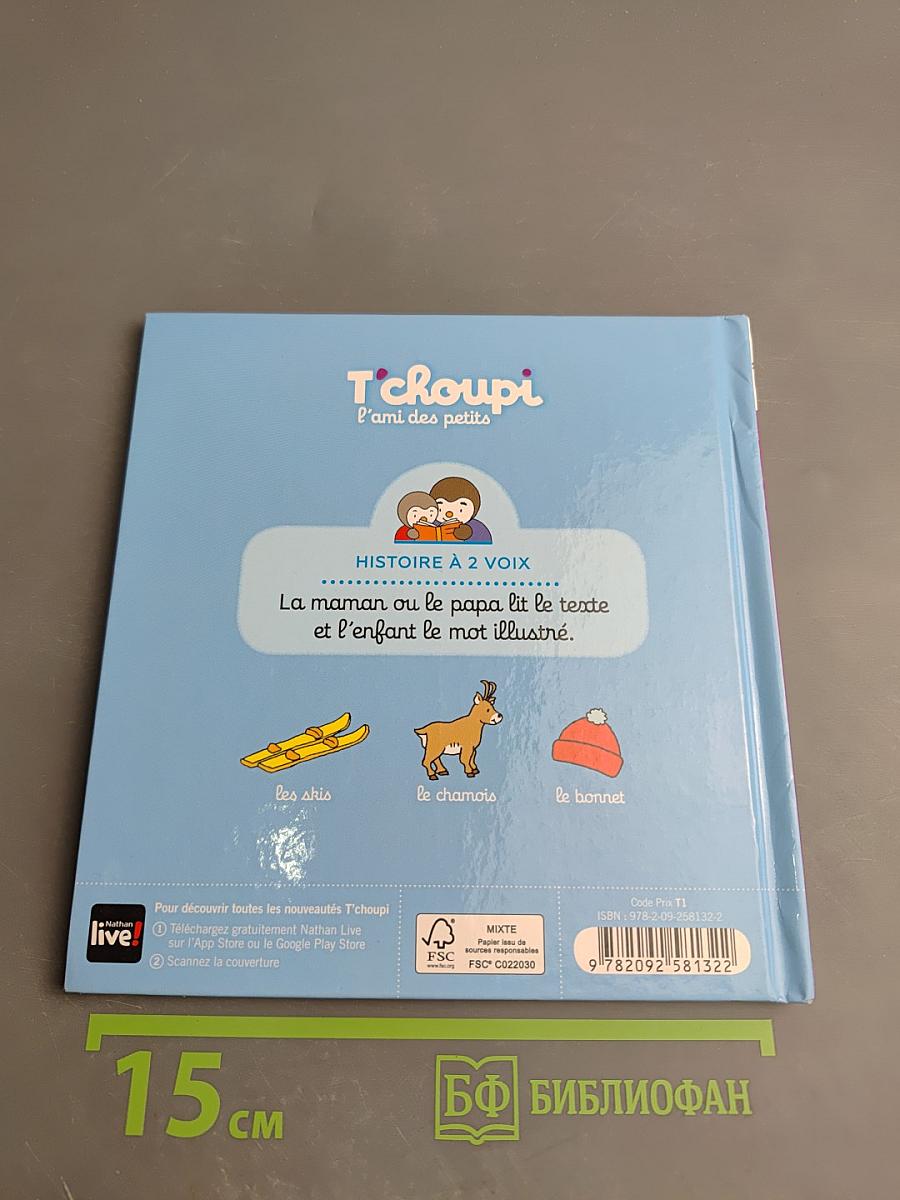 T'choupi
l'ami des petits
HISTOIRE À 2 VOIX
La maman ou le papa lit le texte
et l'enfant le mot illustré.
les skis
le chamois
le bonnet
Nathan
live!
Pour découvrir toutes les nouveautés T'choupi
1 Téléchargez gratuitement Nathan Live
sur l'App Store ou le Google Play Store
2 Scannez la couverture
FSC
www.fsc.org
MIXTE
Papier issu de
sources responsables
FSC® C022030
Code Prix T1
ISBN : 978-2-09-258132-2
9 782092 581322
15 см
БФ БИБЛИОФАН